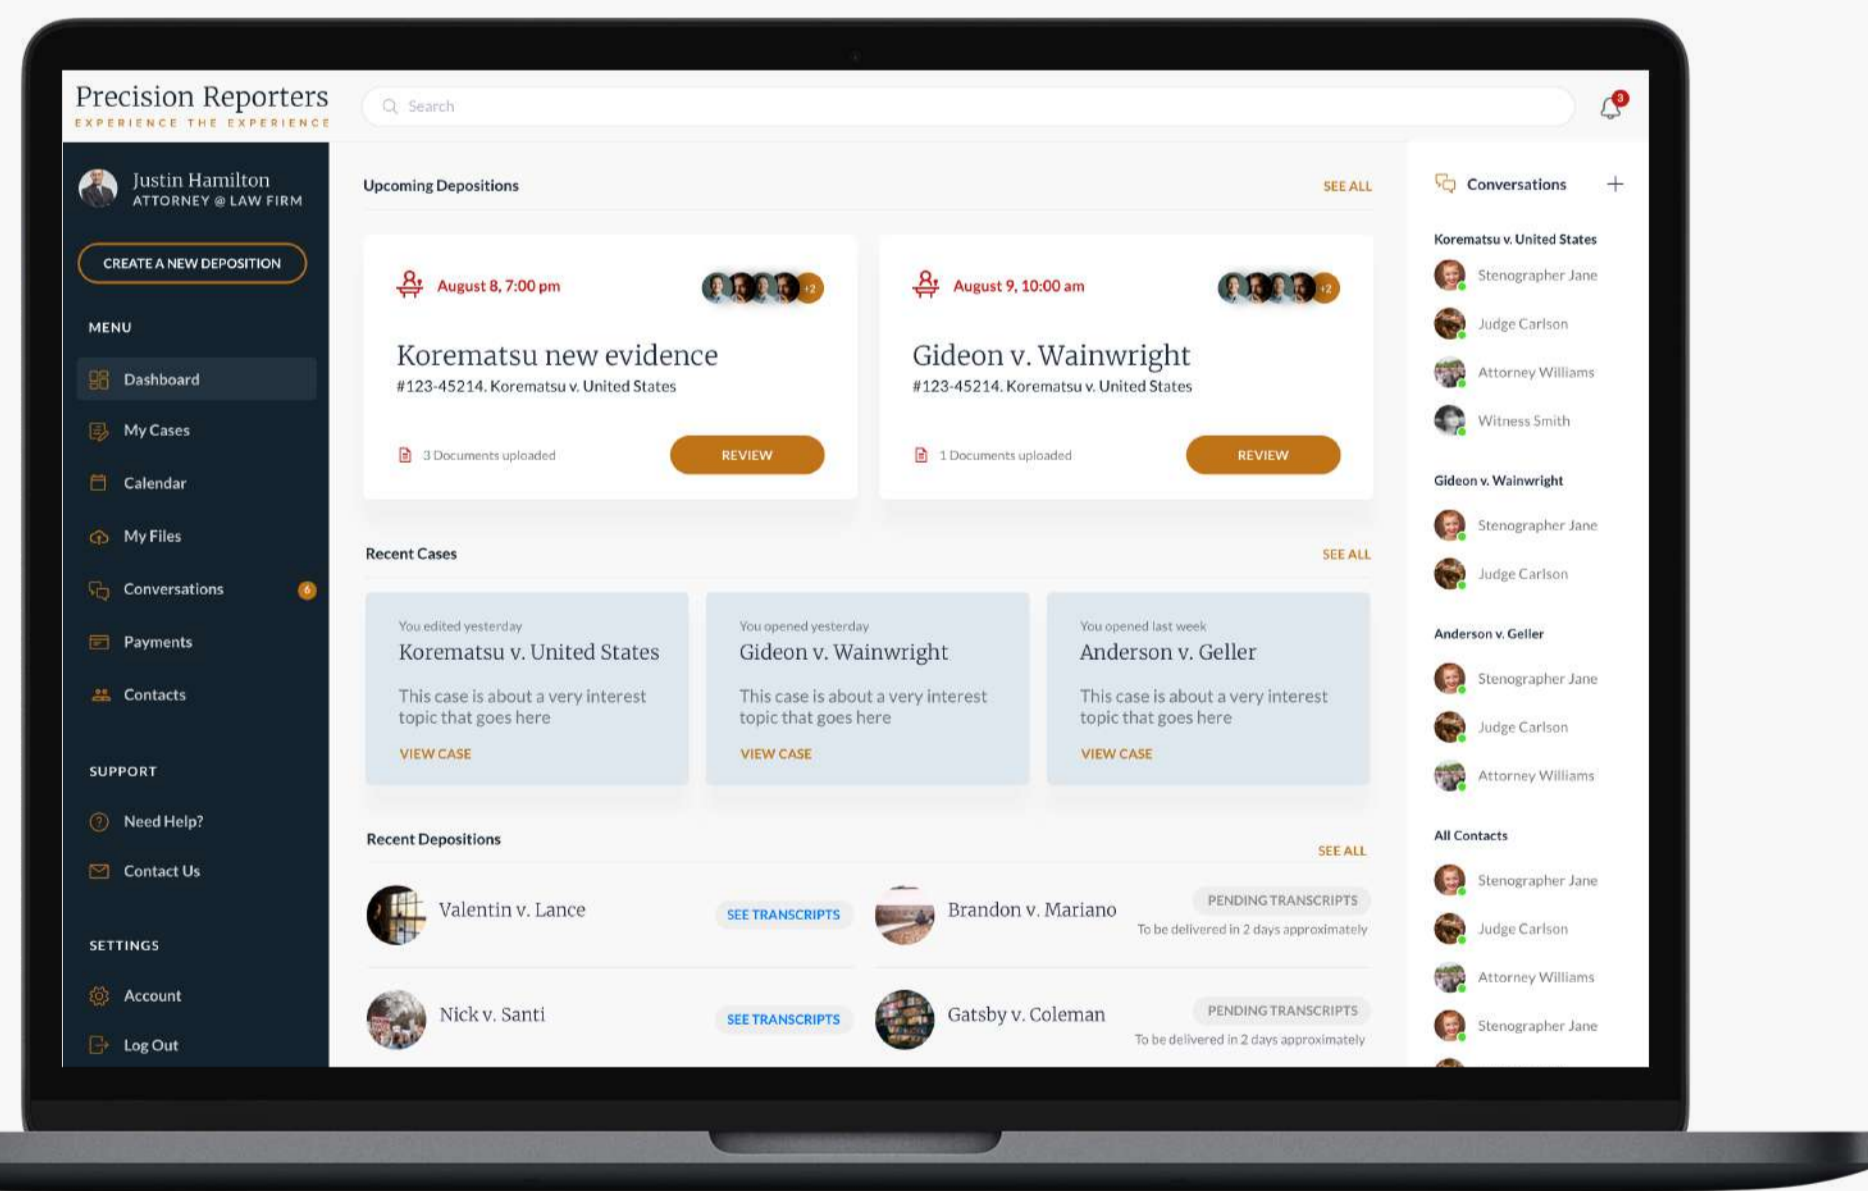 Precision Reporters
EXPERIENCE THE EXPERIENCE
Search
3
Justin Hamilton
ATTORNEY @ LAW FIRM
CREATE A NEW DEPOSITION
MENU
Dashboard
My Cases
Calendar
My Files
Conversations 6
Payments
Contacts
SUPPORT
Need Help?
Contact Us
SETTINGS
Account
Log Out
Upcoming Depositions SEE ALL
August 8, 7:00 pm +2
Korematsu new evidence
#123-45214. Korematsu v. United States
3 Documents uploaded REVIEW
August 9, 10:00 am +2
Gideon v. Wainwright
#123-45214. Korematsu v. United States
1 Documents uploaded REVIEW
Recent Cases SEE ALL
You edited yesterday
Korematsu v. United States
This case is about a very interest
topic that goes here
VIEW CASE
You opened yesterday
Gideon v. Wainwright
This case is about a very interest
topic that goes here
VIEW CASE
You opened last week
Anderson v. Geller
This case is about a very interest
topic that goes here
VIEW CASE
Recent Depositions SEE ALL
Valentin v. Lance SEE TRANSCRIPTS
Brandon v. Mariano PENDING TRANSCRIPTS
To be delivered in 2 days approximately
Nick v. Santi SEE TRANSCRIPTS
Gatsby v. Coleman PENDING TRANSCRIPTS
To be delivered in 2 days approximately
Conversations
Korematsu v. United States
Stenographer Jane
Judge Carlson
Attorney Williams
Witness Smith
Gideon v. Wainwright
Stenographer Jane
Judge Carlson
Anderson v. Geller
Stenographer Jane
Judge Carlson
Attorney Williams
All Contacts
Stenographer Jane
Judge Carlson
Attorney Williams
Stenographer Jane